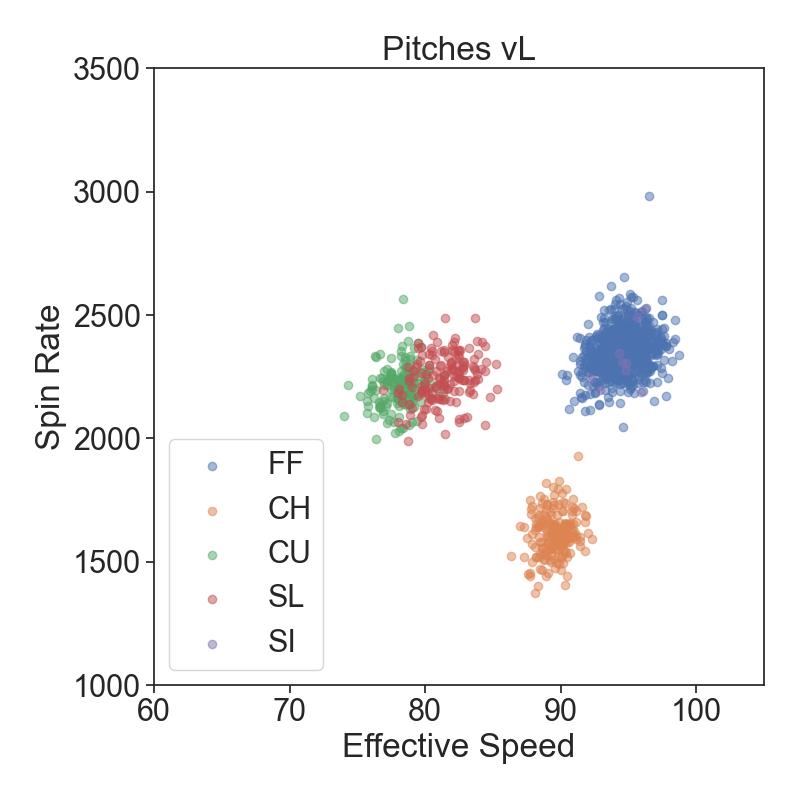 Pitches vL
3500
3000
2500
2000
1500
1000
Spin Rate
FF
CH
CU
SL
SI
60 70 80 90 100
Effective Speed